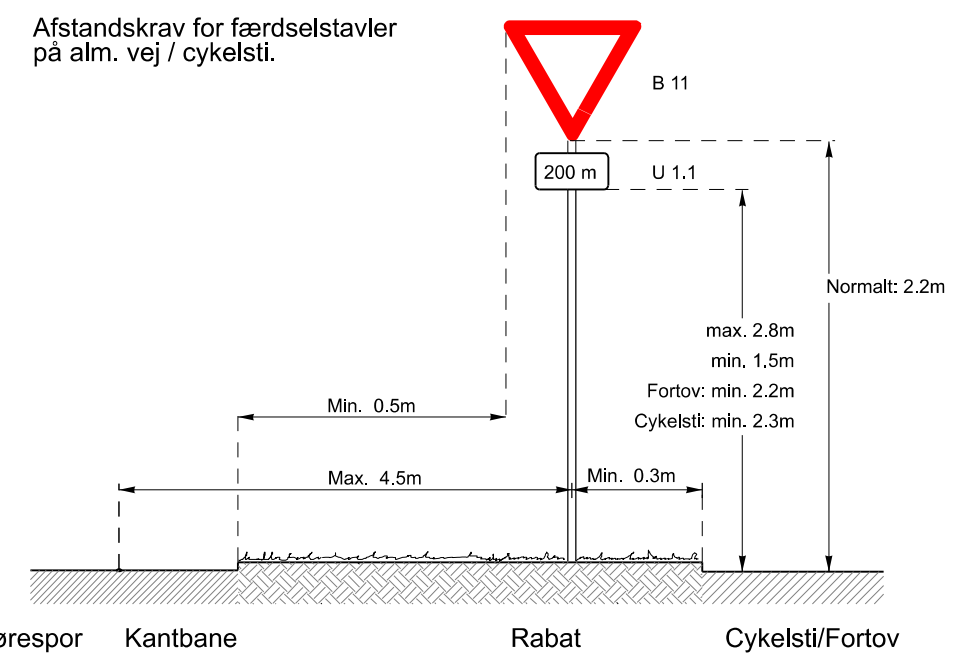 Afstandskrav for færdselstavler
på alm. vej / cykelsti.
B 11
200 m
U 1.1
Normalt: 2.2m
max. 2.8m
min. 1.5m
Fortov: min. 2.2m
Cykelsti: min. 2.3m
Min. 0.5m
Max. 4.5m
Min. 0.3m
ørespor Kantbane Rabat Cykelsti/Fortov